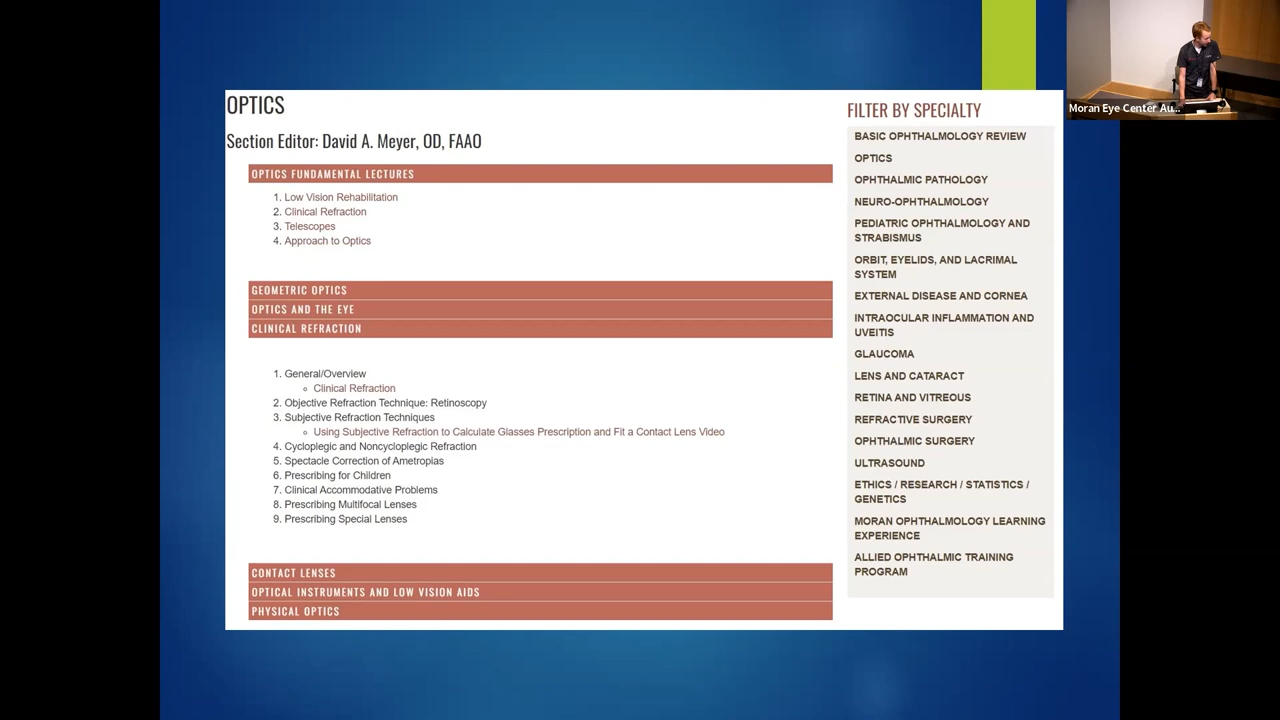 OPTICS
Section Editor: David A. Meyer, OD, FAAO
OPTICS FUNDAMENTAL LECTURES
1. Low Vision Rehabilitation
2. Clinical Refraction
3. Telescopes
4. Approach to Optics
GEOMETRIC OPTICS
OPTICS AND THE EYE
CLINICAL REFRACTION
1. General/Overview
Clinical Refraction
2. Objective Refraction Technique: Retinoscopy
3. Subjective Refraction Techniques
Using Subjective Refraction to Calculate Glasses Prescription and Fit a Contact Lens Video
4. Cycloplegic and Noncycloplegic Refraction
5. Spectacle Correction of Ametropias
6. Prescribing for Children
7. Clinical Accommodative Problems
8. Prescribing Multifocal Lenses
9. Prescribing Special Lenses
CONTACT LENSES
OPTICAL INSTRUMENTS AND LOW VISION AIDS
PHYSICAL OPTICS
FILTER BY SPECIALTY
BASIC OPHTHALMOLOGY REVIEW
OPTICS
OPHTHALMIC PATHOLOGY
NEURO-OPHTHALMOLOGY
PEDIATRIC OPHTHALMOLOGY AND
STRABISMUS
ORBIT, EYELIDS, AND LACRIMAL
SYSTEM
EXTERNAL DISEASE AND CORNEA
INTRAOCULAR INFLAMMATION AND
UVEITIS
GLAUCOMA
LENS AND CATARACT
RETINA AND VITREOUS
REFRACTIVE SURGERY
OPHTHALMIC SURGERY
ULTRASOUND
ETHICS / RESEARCH / STATISTICS /
GENETICS
MORAN OPHTHALMOLOGY LEARNING
EXPERIENCE
ALLIED OPHTHALMIC TRAINING
PROGRAM
Moran Eye Center Au...